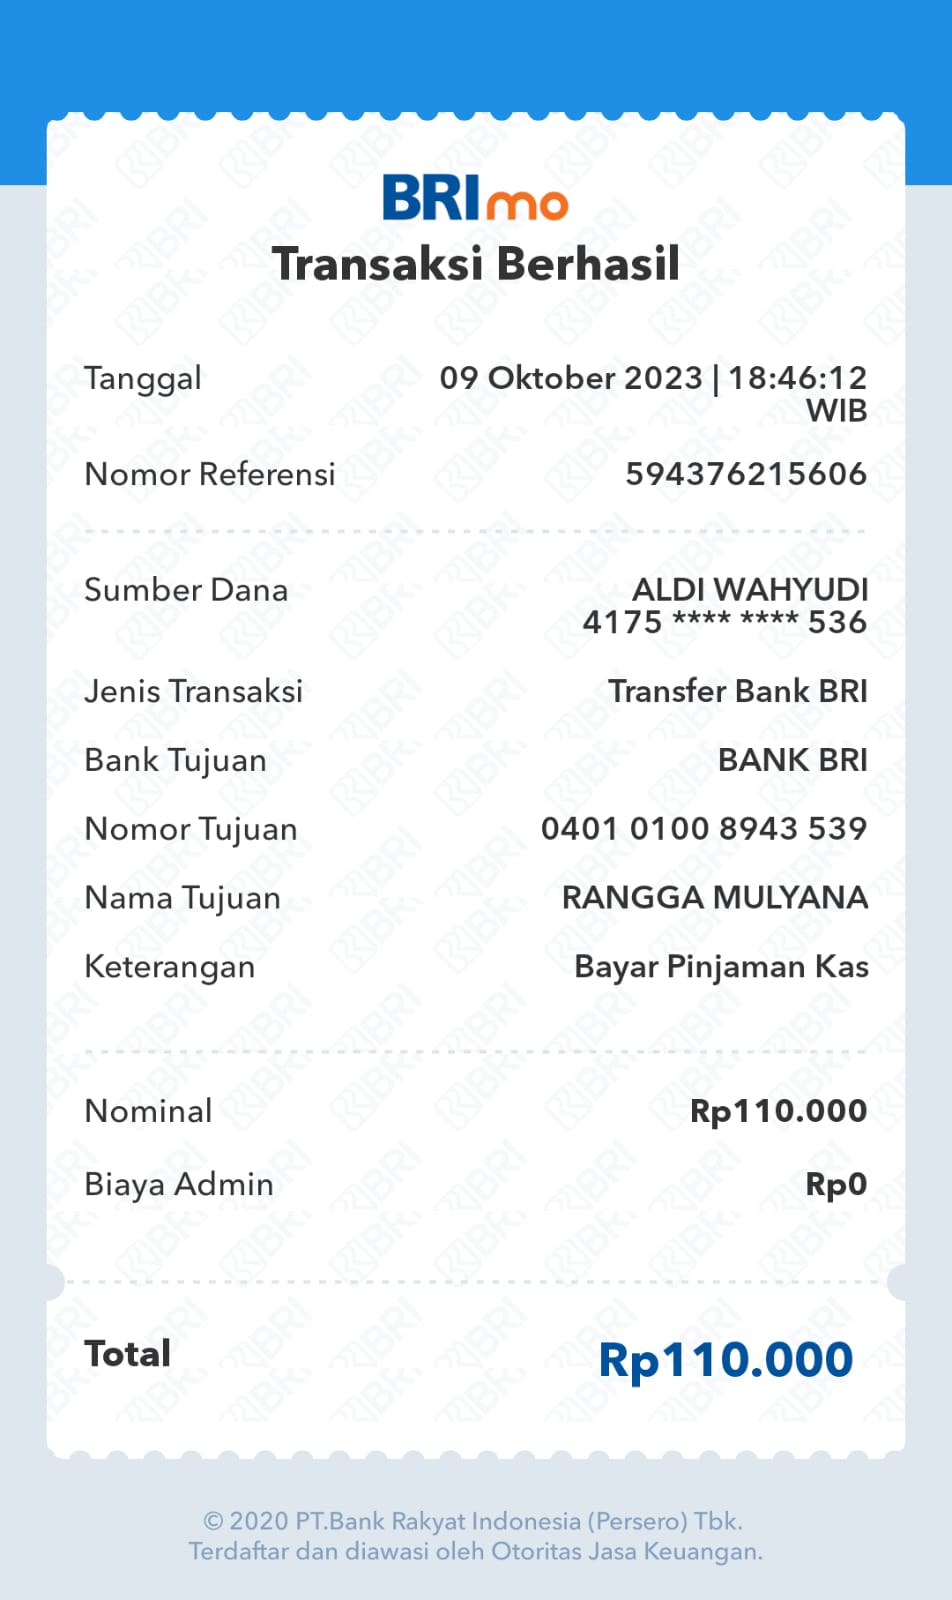 BRImo
Transaksi Berhasil
Tanggal 09 Oktober 2023 | 18:46:12
WIB
Nomor Referensi 594376215606
Sumber Dana ALDI WAHYUDI
4175 **** **** 536
Jenis Transaksi Transfer Bank BRI
Bank Tujuan BANK BRI
Nomor Tujuan 0401 0100 8943 539
Nama Tujuan RANGGA MULYANA
Keterangan Bayar Pinjaman Kas
Nominal Rp110.000
Biaya Admin Rp0
Total Rp110.000
© 2020 PT.Bank Rakyat Indonesia (Persero) Tbk.
Terdaftar dan diawasi oleh Otoritas Jasa Keuangan.